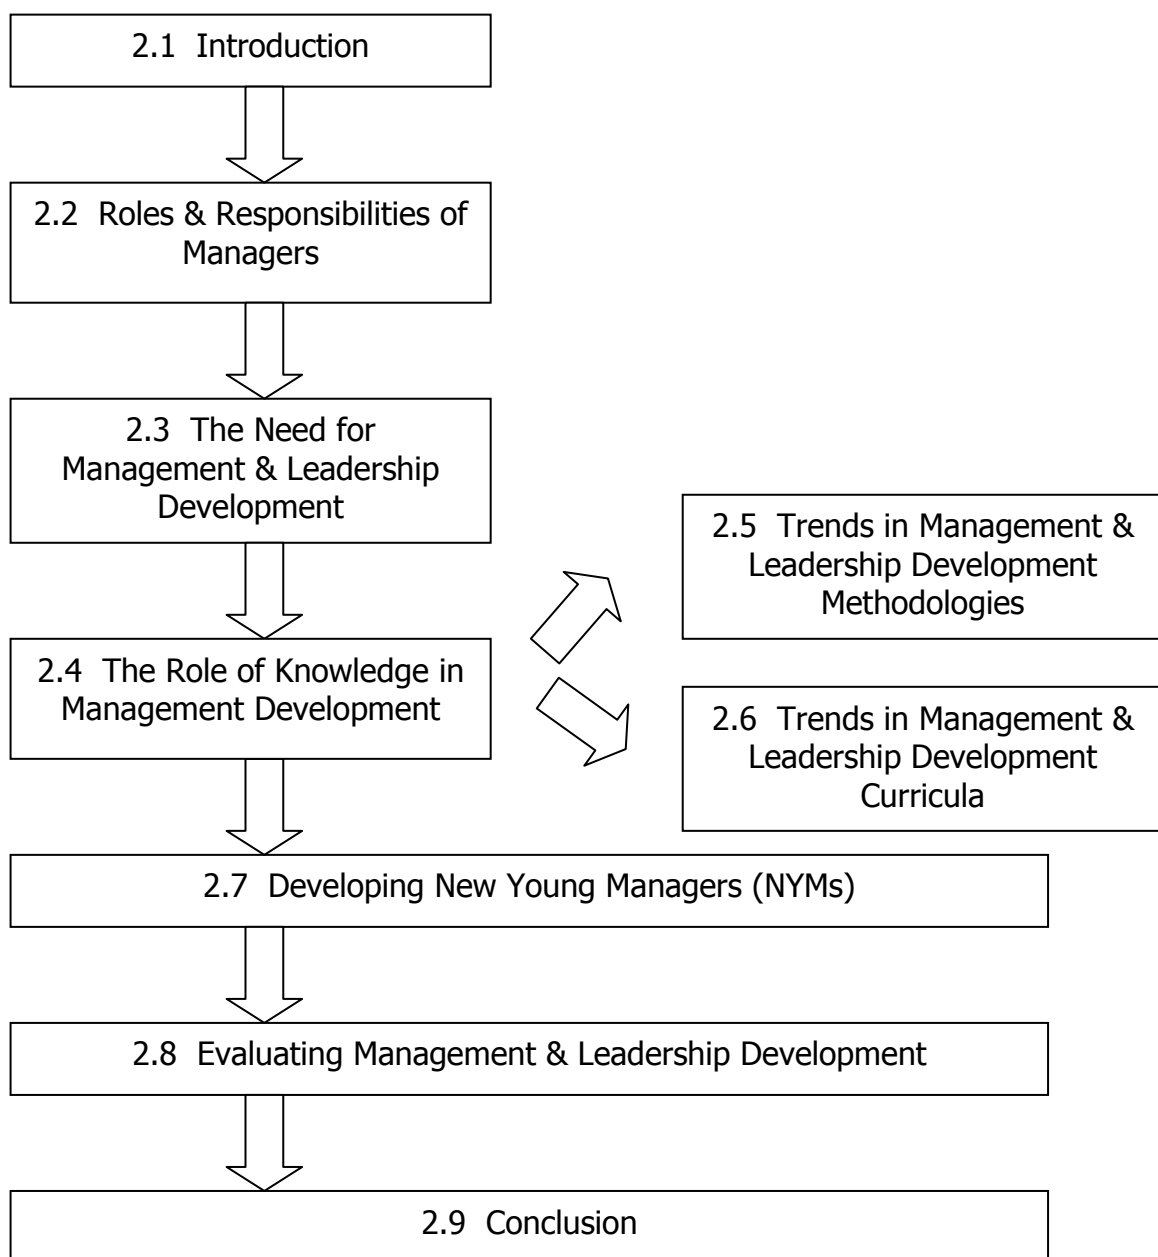 2.1 Introduction
2.2 Roles & Responsibilities of
Managers
2.3 The Need for
Management & Leadership
Development
2.4 The Role of Knowledge in
Management Development
2.5 Trends in Management &
Leadership Development
Methodologies
2.6 Trends in Management &
Leadership Development
Curricula
2.7 Developing New Young Managers (NYMs)
2.8 Evaluating Management & Leadership Development
2.9 Conclusion